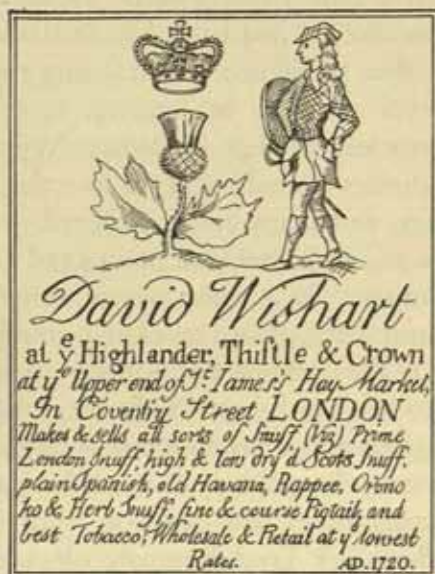 David Wishart
at yᵉ Highlander, Thiſtle & Crown
at yᵉ Upper end of Sᵗ. Iames's Hay Market,
In Coventry Street LONDON
Makes & sells all sorts of Snuff (Viz) Prime
London Snuff, high & low dry'd Scots Snuff,
plain Spanish, old Havana, Rappee, Orono
ko & Herb Snuff, fine & course Pigtail, and
best Tobacco, Wholesale & Retail at yᵉ lowest
Rates. AD. 1720.